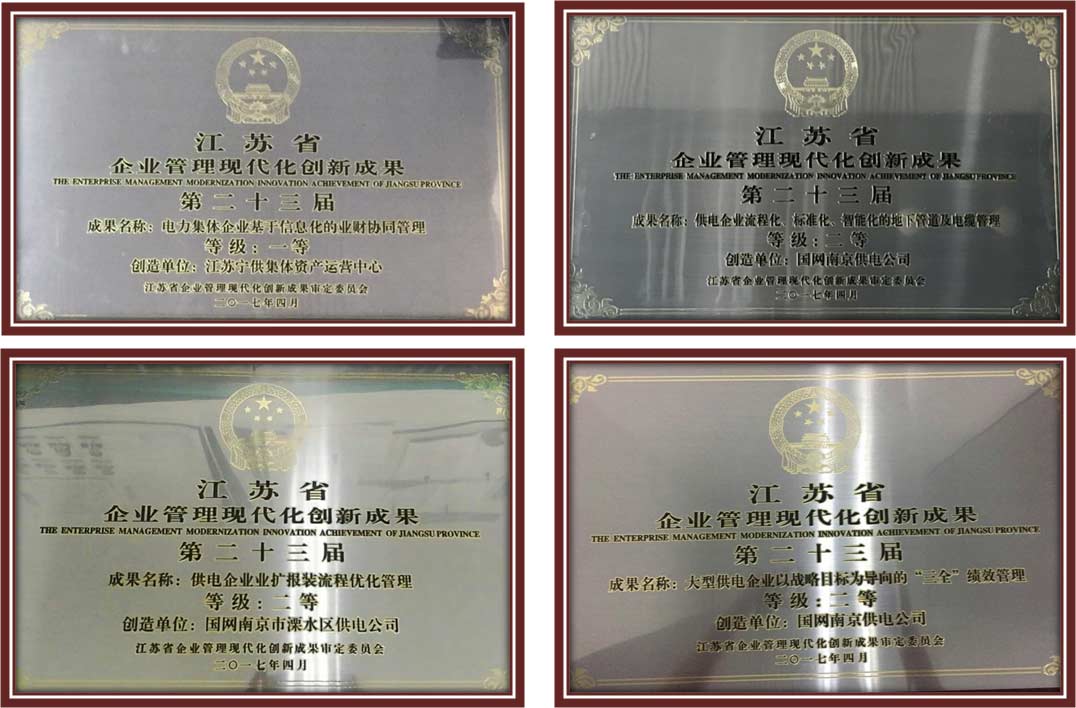 江苏省
企业管理现代化创新成果
THE ENTERPRISE MANAGEMENT MODERNIZATION INNOVATION ACHIEVEMENT OF JIANGSU PROVINCE
第二十三届
成果名称：电力集体企业基于信息化的业财协同管理
等级：一等
创造单位：江苏宁供集体资产运营中心
江苏省企业管理现代化创新成果审定委员会
二〇一七年四月
江苏省
企业管理现代化创新成果
THE ENTERPRISE MANAGEMENT MODERNIZATION INNOVATION ACHIEVEMENT OF JIANGSU PROVINCE
第二十三届
成果名称：供电企业流程化、标准化、智能化的地下管道及电缆管理
等级：二等
创造单位：国网南京供电公司
江苏省企业管理现代化创新成果审定委员会
二〇一七年四月
江苏省
企业管理现代化创新成果
THE ENTERPRISE MANAGEMENT MODERNIZATION INNOVATION ACHIEVEMENT OF JIANGSU PROVINCE
第二十三届
成果名称：供电企业业扩报装流程优化管理
等级：二等
创造单位：国网南京市溧水区供电公司
江苏省企业管理现代化创新成果审定委员会
二〇一七年四月
江苏省
企业管理现代化创新成果
THE ENTERPRISE MANAGEMENT MODERNIZATION INNOVATION ACHIEVEMENT OF JIANGSU PROVINCE
第二十三届
成果名称：大型供电企业以战略目标为导向的“三全”绩效管理
等级：二等
创造单位：国网南京供电公司
江苏省企业管理现代化创新成果审定委员会
二〇一七年四月